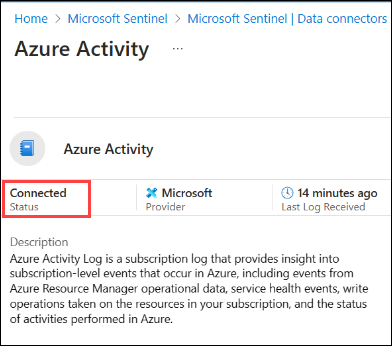 Home > Microsoft Sentinel > Microsoft Sentinel | Data connectors
Azure Activity ...
Azure Activity
Connected
Status
Microsoft
Provider
14 minutes ago
Last Log Received
Description
Azure Activity Log is a subscription log that provides insight into
subscription-level events that occur in Azure, including events from
Azure Resource Manager operational data, service health events, write
operations taken on the resources in your subscription, and the status
of activities performed in Azure.